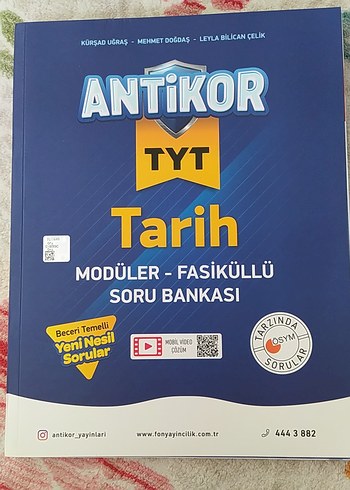 KÜRŞAD UĞRAŞ - MEHMET DOĞDAŞ - LEYLA BİLİCAN ÇELİK
ANTİKOR
TYT
Tarih
MODÜLER - FASİKÜLLÜ
SORU BANKASI
Beceri Temelli
Yeni Nesil
Sorular
MOBİL VİDEO
ÇÖZÜM
ÖSYM
TARZINDA
SORULAR
antikor_yayinlari
www.fonyayincilik.com.tr
444 3 882